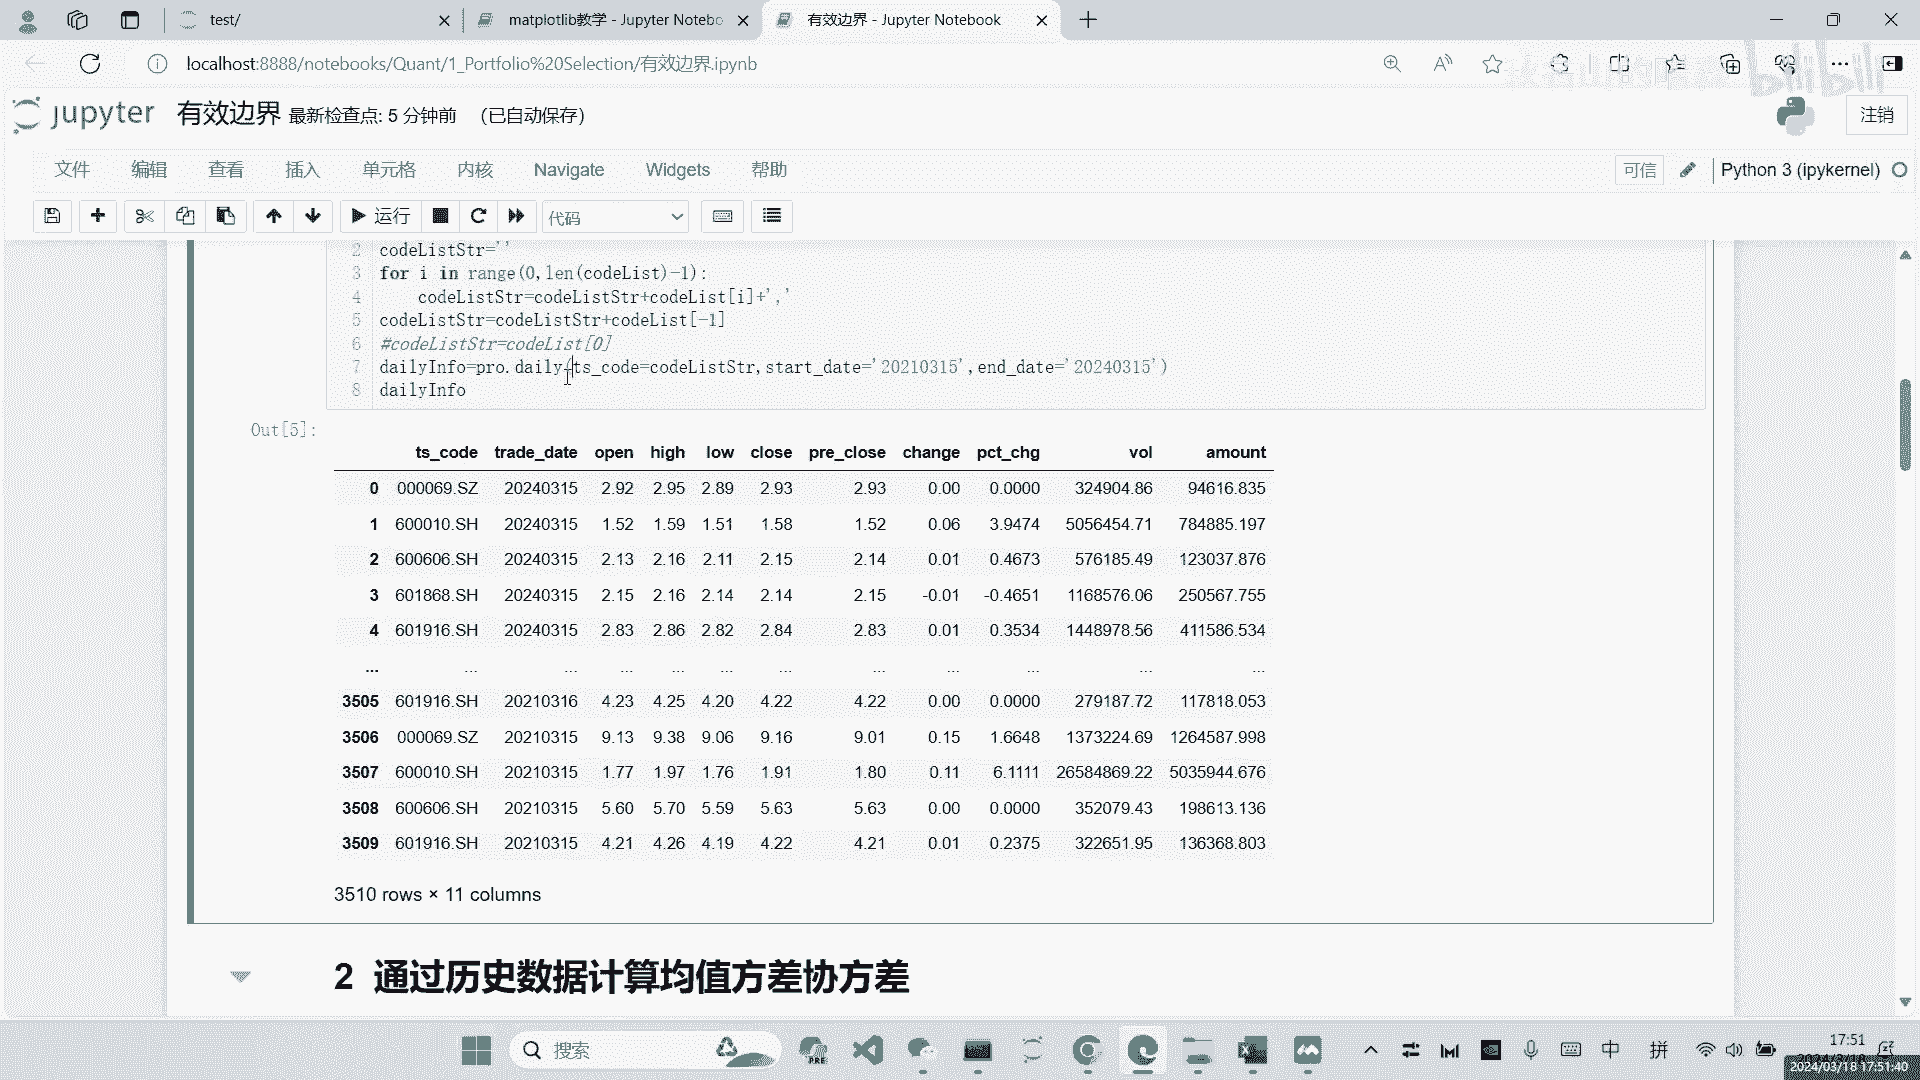 test/
matplotlib教学 - Jupyter Notebo
有效边界 - Jupyter Notebook
localhost:8888/notebooks/Quant/1_Portfolio%20Selection/有效边界.ipynb
bilibili
jupyter 有效边界 最新检查点: 5 分钟前 (已自动保存)
注销
文件 编辑 查看 插入 单元格 内核 Navigate Widgets 帮助
可信 Python 3 (ipykernel)
运行 代码
2 codeListStr=''
3 for i in range(0,len(codeList)-1):
4 codeListStr=codeListStr+codeList[i]+','
5 codeListStr=codeListStr+codeList[-1]
6 #codeListStr=codeList[0]
7 dailyInfo=pro.daily(ts_code=codeListStr,start_date='20210315',end_date='20240315')
8 dailyInfo
Out[5]:
ts_code trade_date open high low close pre_close change pct_chg vol amount
0 000069.SZ 20240315 2.92 2.95 2.89 2.93 2.93 0.00 0.0000 324904.86 94616.835
1 600010.SH 20240315 1.52 1.59 1.51 1.58 1.52 0.06 3.9474 5056454.71 784885.197
2 600606.SH 20240315 2.13 2.16 2.11 2.15 2.14 0.01 0.4673 576185.49 123037.876
3 601868.SH 20240315 2.15 2.16 2.14 2.14 2.15 -0.01 -0.4651 1168576.06 250567.755
4 601916.SH 20240315 2.83 2.86 2.82 2.84 2.83 0.01 0.3534 1448978.56 411586.534
... ... ... ... ... ... ... ... ... ... ... ...
3505 601916.SH 20210316 4.23 4.25 4.20 4.22 4.22 0.00 0.0000 279187.72 117818.053
3506 000069.SZ 20210315 9.13 9.38 9.06 9.16 9.01 0.15 1.6648 1373224.69 1264587.998
3507 600010.SH 20210315 1.77 1.97 1.76 1.91 1.80 0.11 6.1111 26584869.22 5035944.676
3508 600606.SH 20210315 5.60 5.70 5.59 5.63 5.63 0.00 0.0000 352079.43 198613.136
3509 601916.SH 20210315 4.21 4.26 4.19 4.22 4.21 0.01 0.2375 322651.95 136368.803
3510 rows × 11 columns
2 通过历史数据计算均值方差协方差
搜索
PRE
中
拼
17:51
2024/03/18 17:51:40